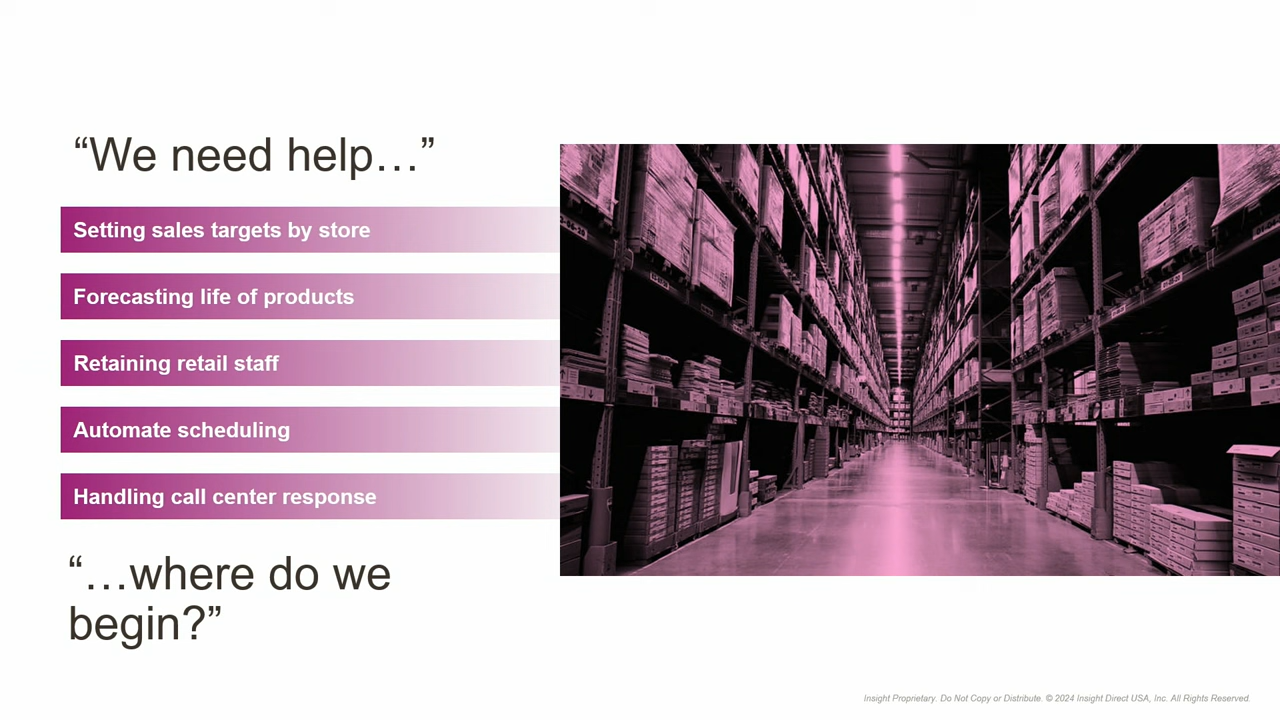 “We need help…”
Setting sales targets by store
Forecasting life of products
Retaining retail staff
Automate scheduling
Handling call center response
“…where do we
begin?”
Insight Proprietary. Do Not Copy or Distribute. © 2024 Insight Direct USA, Inc. All Rights Reserved.